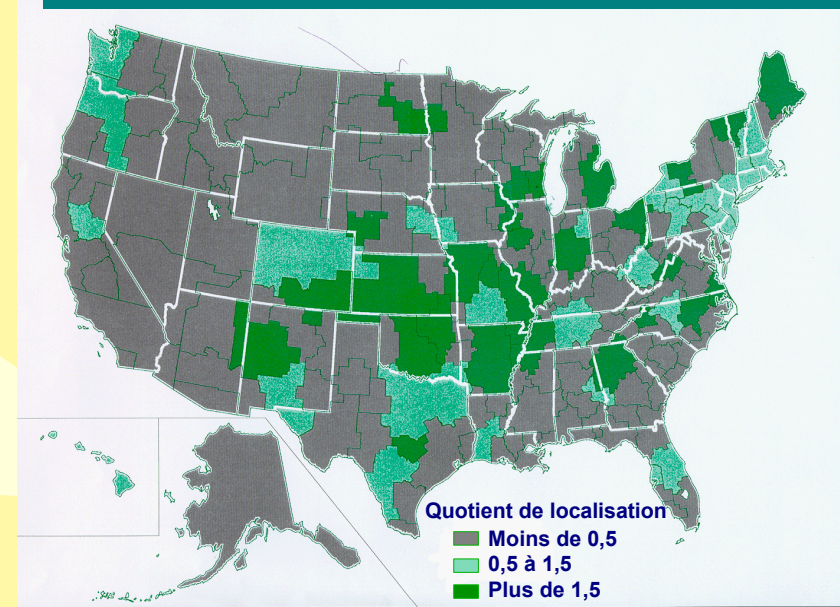 Quotient de localisation
Moins de 0,5
0,5 à 1,5
Plus de 1,5